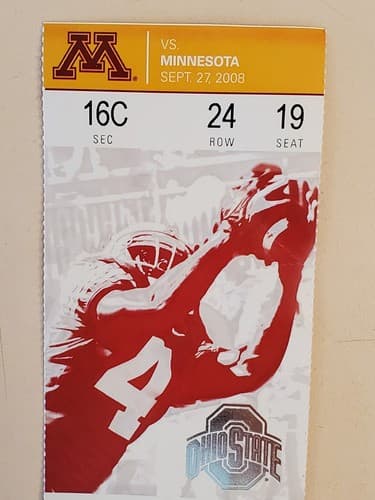 M
VS.
MINNESOTA
SEPT. 27, 2008
16C 24 19
SEC ROW SEAT
4
OHIO STATE